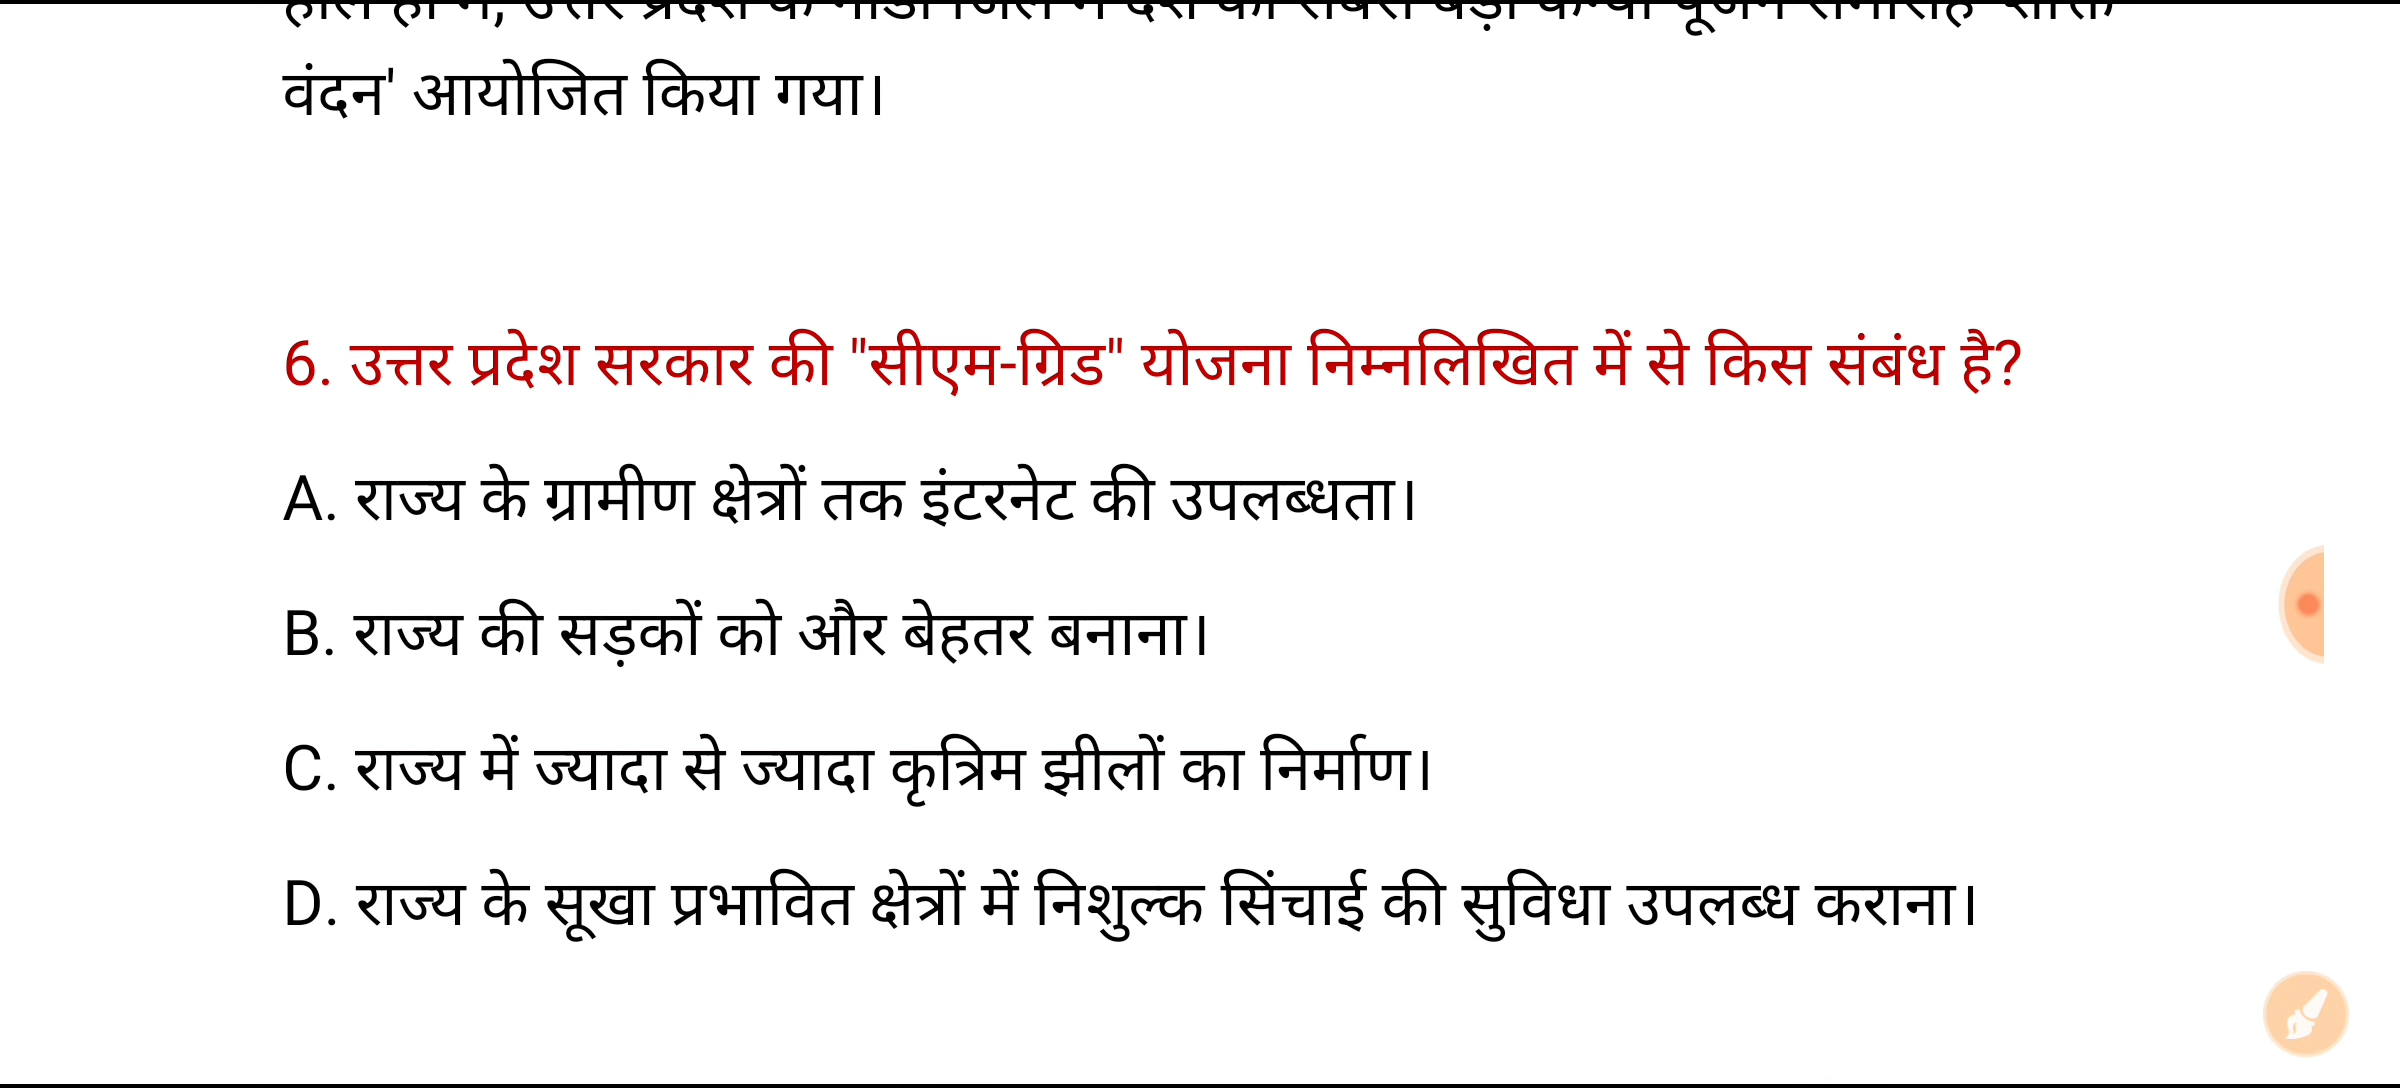 वंदन' आयोजित किया गया।
6. उत्तर प्रदेश सरकार की "सीएम-ग्रिड" योजना निम्नलिखित में से किस संबंध है?
A. राज्य के ग्रामीण क्षेत्रों तक इंटरनेट की उपलब्धता।
B. राज्य की सड़कों को और बेहतर बनाना।
C. राज्य में ज्यादा से ज्यादा कृत्रिम झीलों का निर्माण।
D. राज्य के सूखा प्रभावित क्षेत्रों में निशुल्क सिंचाई की सुविधा उपलब्ध कराना।